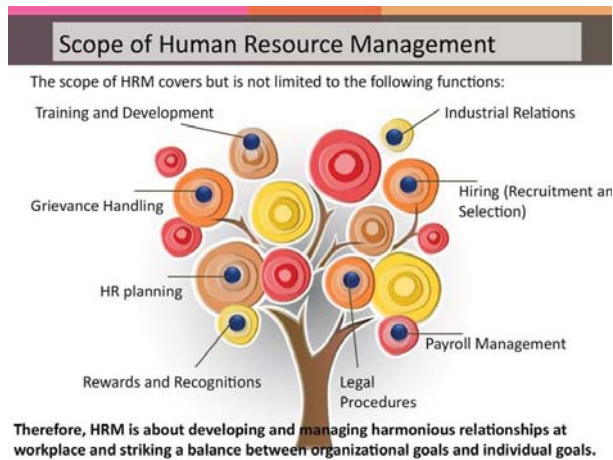 Scope of Human Resource Management
The scope of HRM covers but is not limited to the following functions:
Training and Development
Industrial Relations
Grievance Handling
Hiring (Recruitment an
Selection)
HR planning
Payroll Management
Rewards and Recognitions
Legal
Procedures
Therefore, HRM is about developing and managing harmonious relationships at
workplace and striking a balance between organizational goals and individual goals.